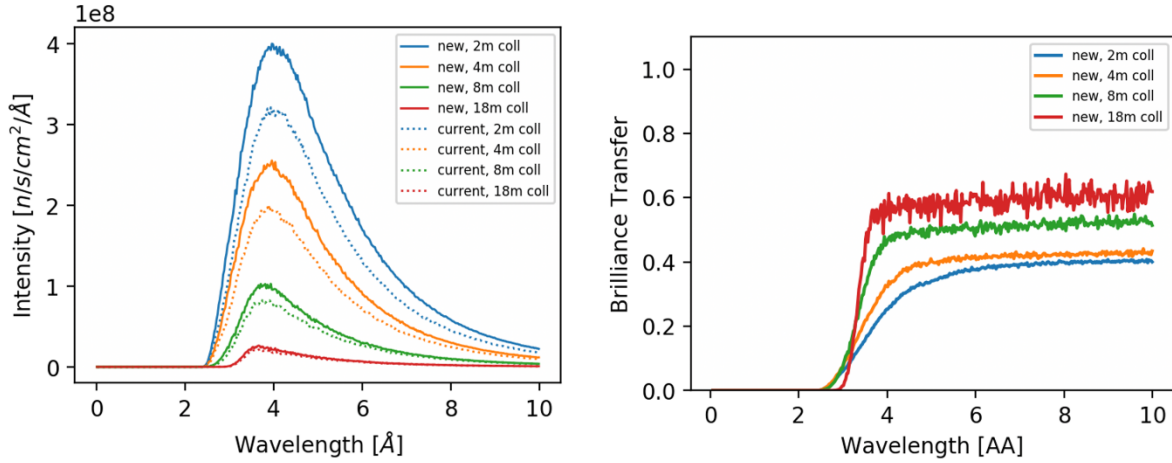 1e8
4
3
2
1
0
Intensity [n/s/cm²/Å]
0 2 4 6 8 10
Wavelength [Å]
new, 2m coll
new, 4m coll
new, 8m coll
new, 18m coll
current, 2m coll
current, 4m coll
current, 8m coll
current, 18m coll
1.0
0.8
0.6
0.4
0.2
0.0
Brilliance Transfer
0 2 4 6 8 10
Wavelength [AA]
new, 2m coll
new, 4m coll
new, 8m coll
new, 18m coll